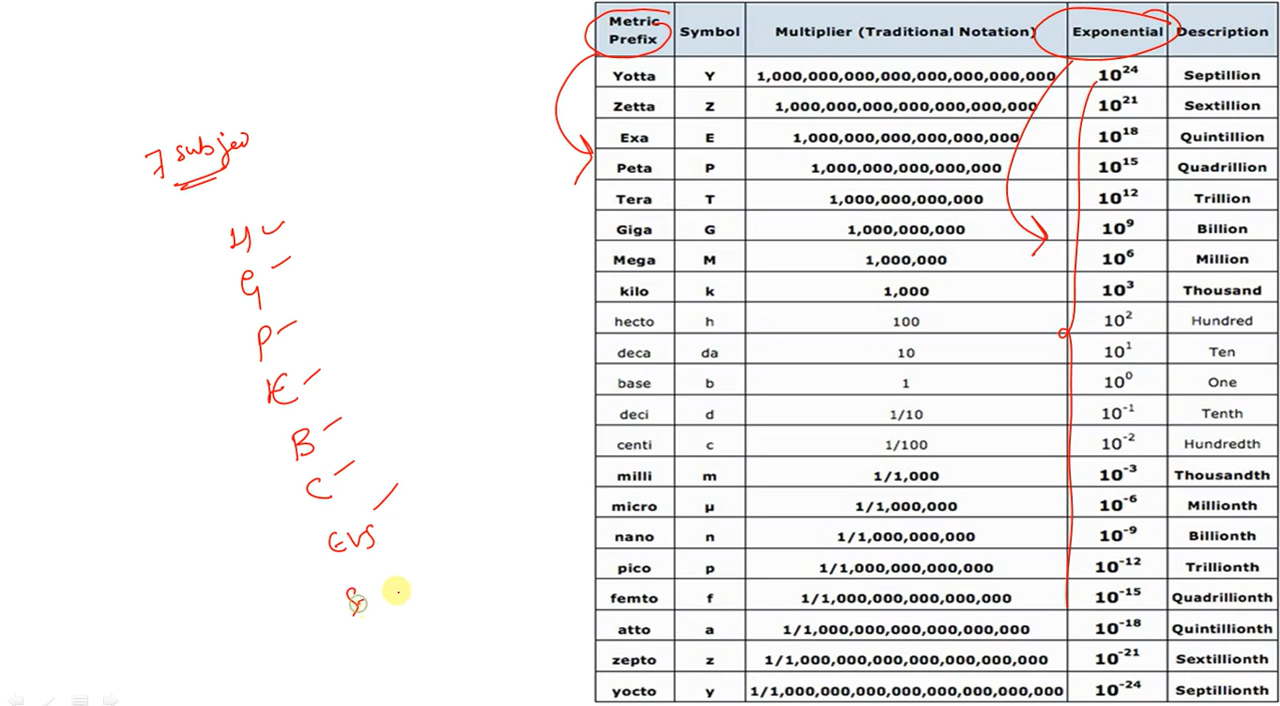 7 subjec
H
G
P
E
B
C
EVS
Metric Prefix Symbol Multiplier (Traditional Notation) Exponential Description
Yotta Y 1,000,000,000,000,000,000,000,000 10^24 Septillion
Zetta Z 1,000,000,000,000,000,000,000 10^21 Sextillion
Exa E 1,000,000,000,000,000,000 10^18 Quintillion
Peta P 1,000,000,000,000,000 10^15 Quadrillion
Tera T 1,000,000,000,000 10^12 Trillion
Giga G 1,000,000,000 10^9 Billion
Mega M 1,000,000 10^6 Million
kilo k 1,000 10^3 Thousand
hecto h 100 10^2 Hundred
deca da 10 10^1 Ten
base b 1 10^0 One
deci d 1/10 10^-1 Tenth
centi c 1/100 10^-2 Hundredth
milli m 1/1,000 10^-3 Thousandth
micro µ 1/1,000,000 10^-6 Millionth
nano n 1/1,000,000,000 10^-9 Billionth
pico p 1/1,000,000,000,000 10^-12 Trillionth
femto f 1/1,000,000,000,000,000 10^-15 Quadrillionth
atto a 1/1,000,000,000,000,000,000 10^-18 Quintillionth
zepto z 1/1,000,000,000,000,000,000,000 10^-21 Sextillionth
yocto y 1/1,000,000,000,000,000,000,000,000 10^-24 Septillionth